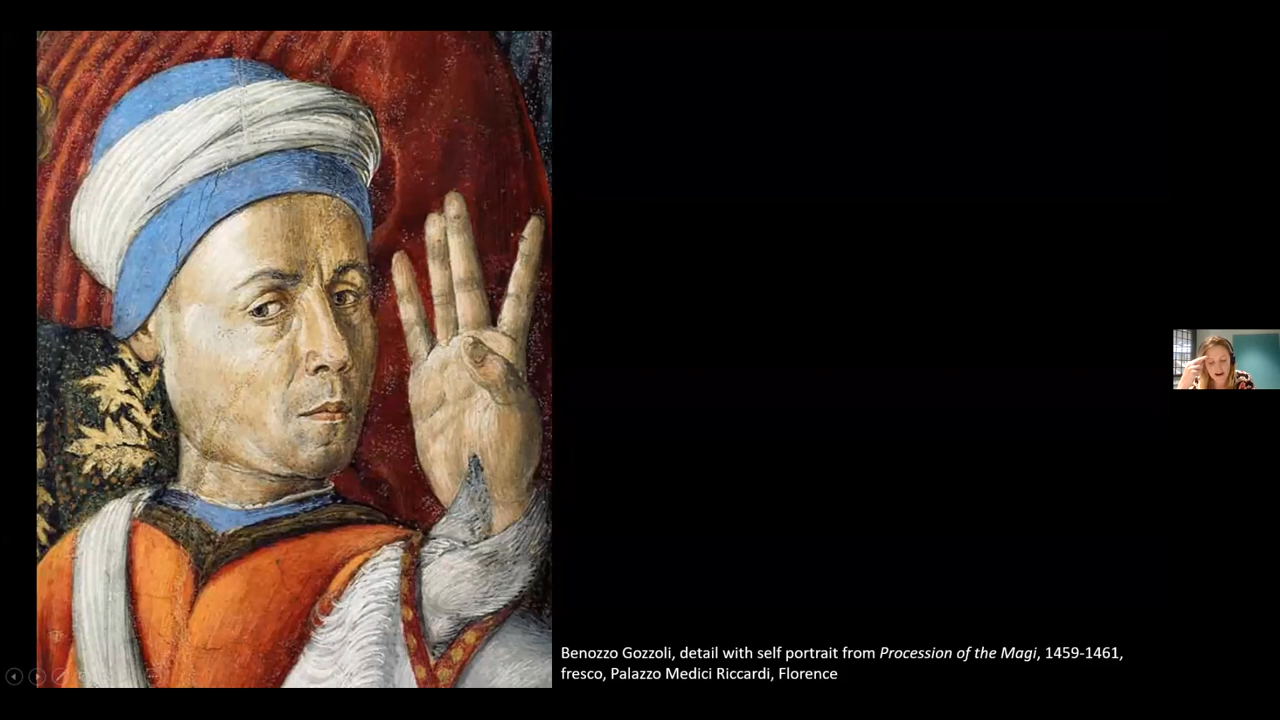 Benozzo Gozzoli, detail with self portrait from Procession of the Magi, 1459-1461,
fresco, Palazzo Medici Riccardi, Florence